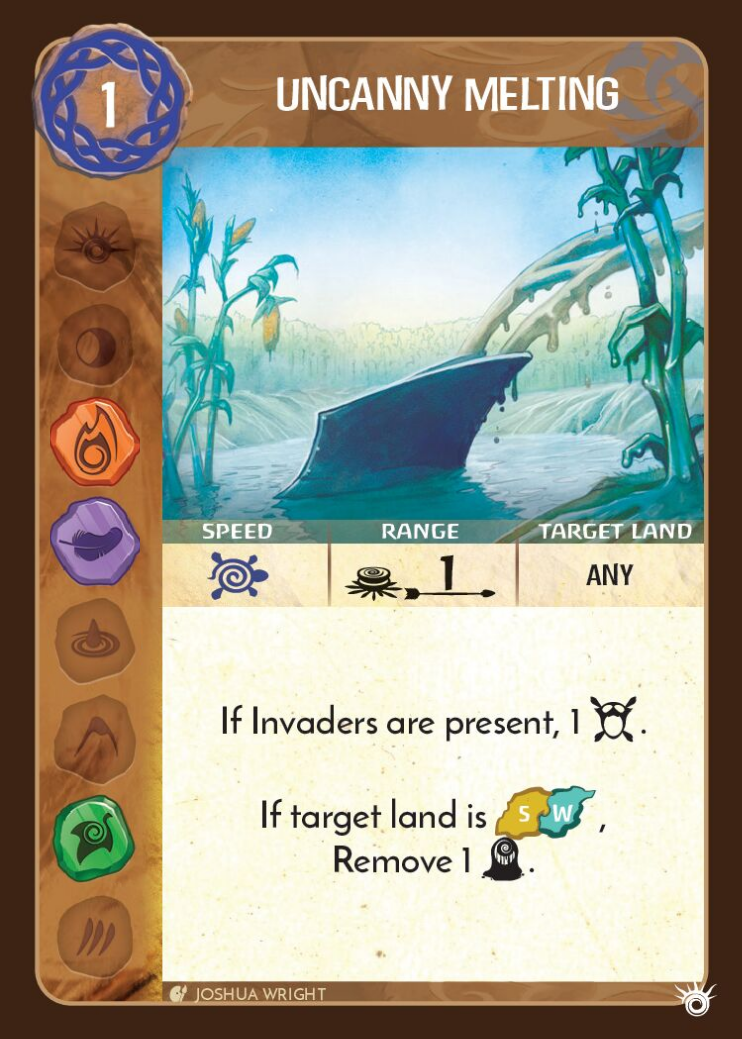 1
UNCANNY MELTING
SPEED RANGE TARGET LAND
1 ANY
If Invaders are present, 1 .
If target land is S W ,
Remove 1 .
JOSHUA WRIGHT